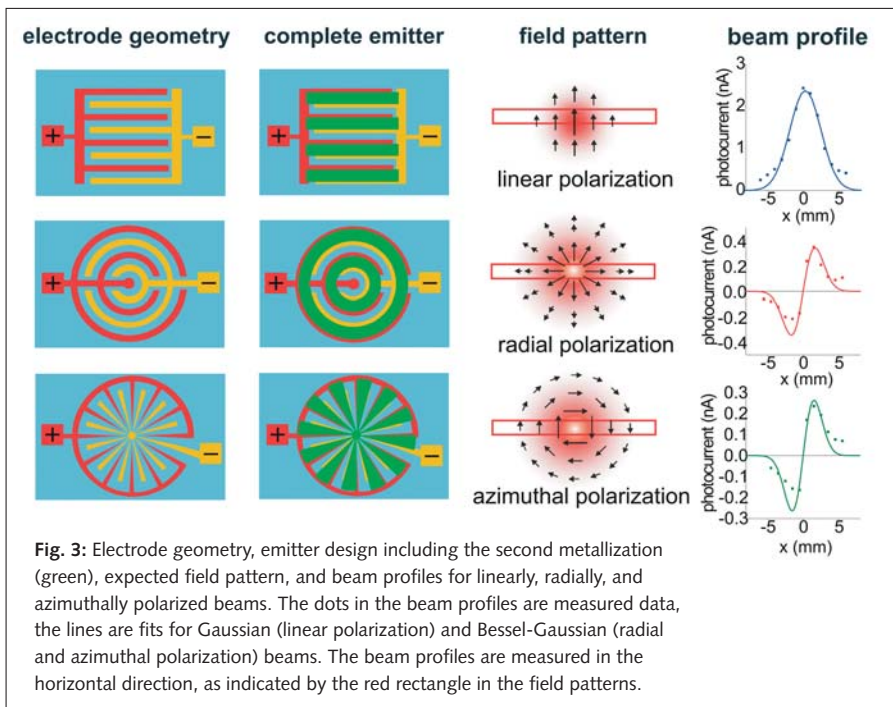 electrode geometry
complete emitter
field pattern
beam profile
+
−
+
−
linear polarization
photocurrent (nA)
3
2
1
0
-5 0 5
x (mm)
+
−
+
−
radial polarization
photocurrent (nA)
0.4
0.2
0.0
-0.2
-0.4
-5 0 5
x (mm)
+
−
+
−
azimuthal polarization
photocurrent (nA)
0.3
0.2
0.1
0.0
-0.1
-0.2
-0.3
-5 0 5
x (mm)
Fig. 3: Electrode geometry, emitter design including the second metallization
(green), expected field pattern, and beam profiles for linearly, radially, and
azimuthally polarized beams. The dots in the beam profiles are measured data,
the lines are fits for Gaussian (linear polarization) and Bessel-Gaussian (radial
and azimuthal polarization) beams. The beam profiles are measured in the
horizontal direction, as indicated by the red rectangle in the field patterns.